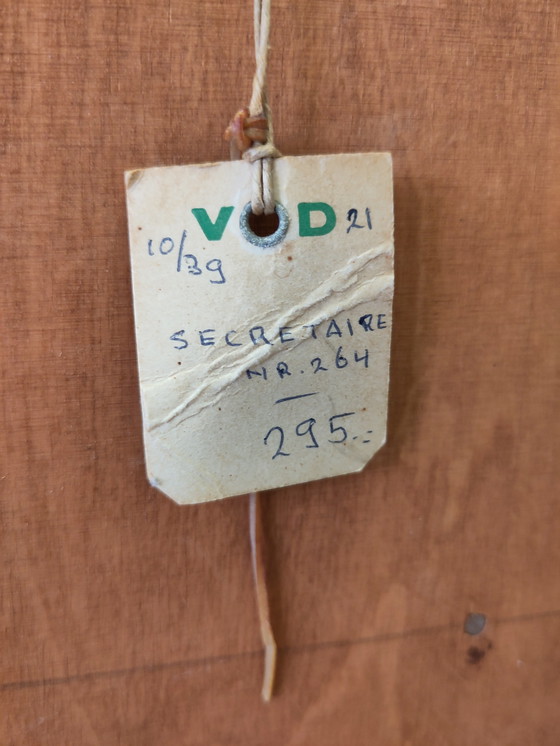 VOD 21
10/39
SECRETAIRE
NR. 264
295.-